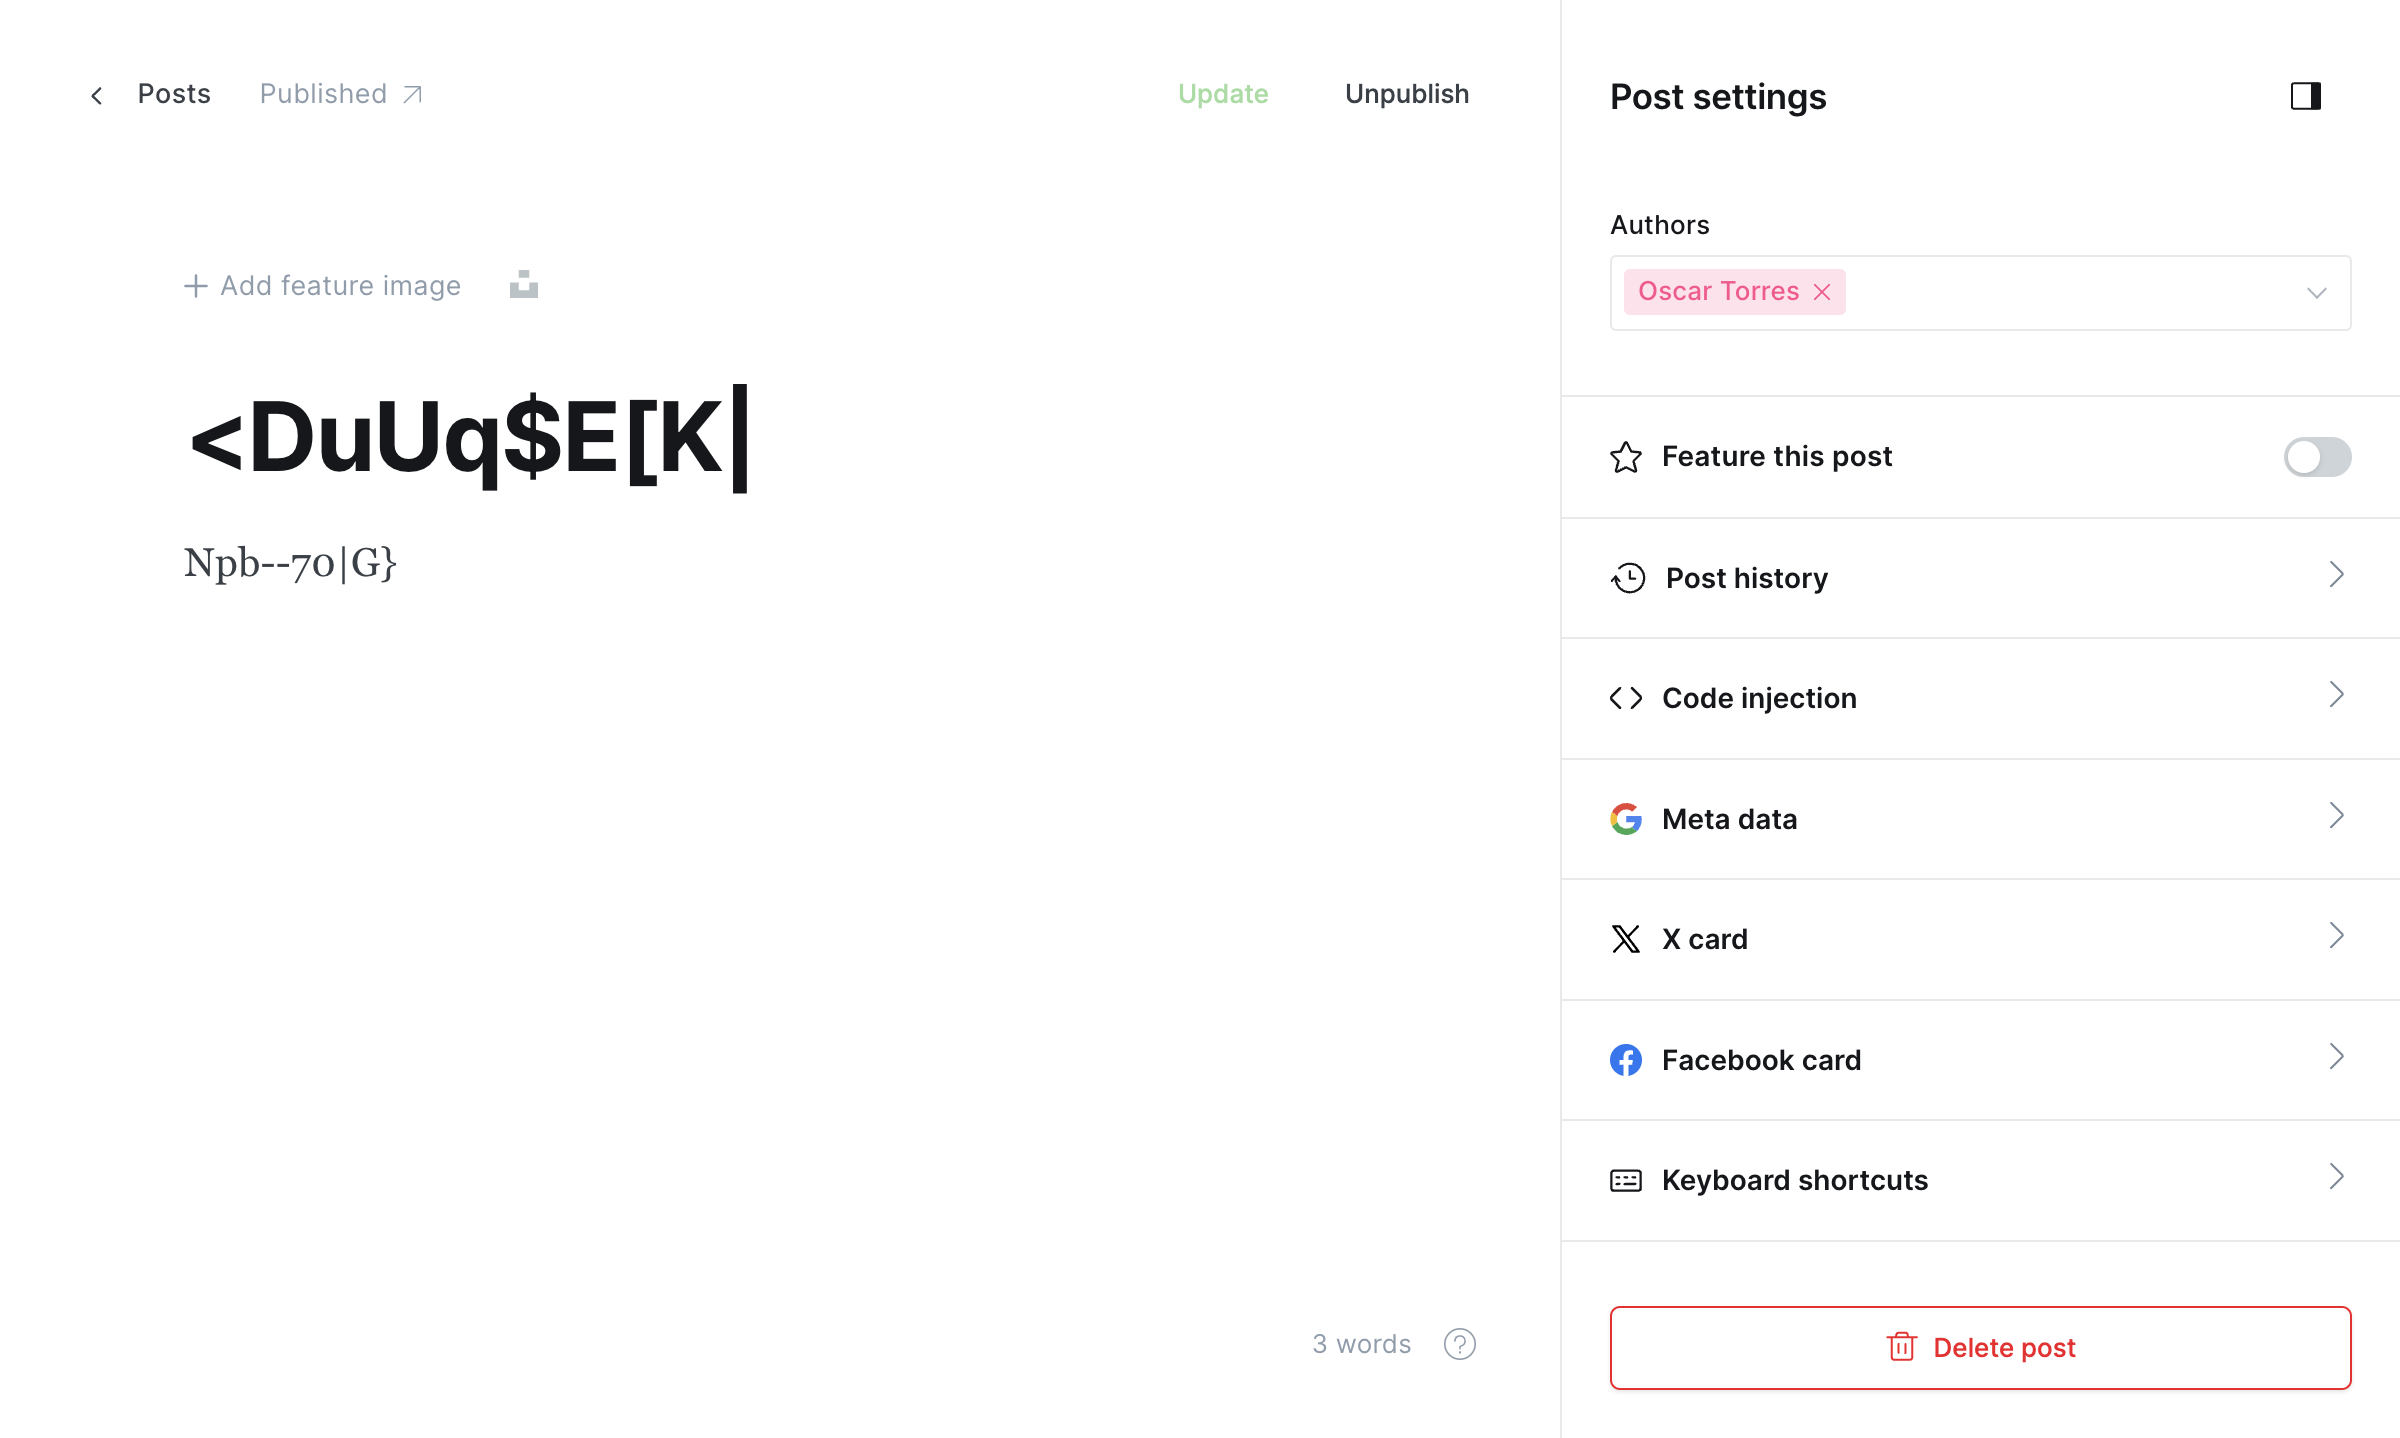 Posts
Published
Update
Unpublish
Post settings
Authors
Oscar Torres
Add feature image
<DuUq$E[K|
Npb--70|G}
Feature this post
Post history
Code injection
Meta data
X card
Facebook card
Keyboard shortcuts
3 words
?
Delete post